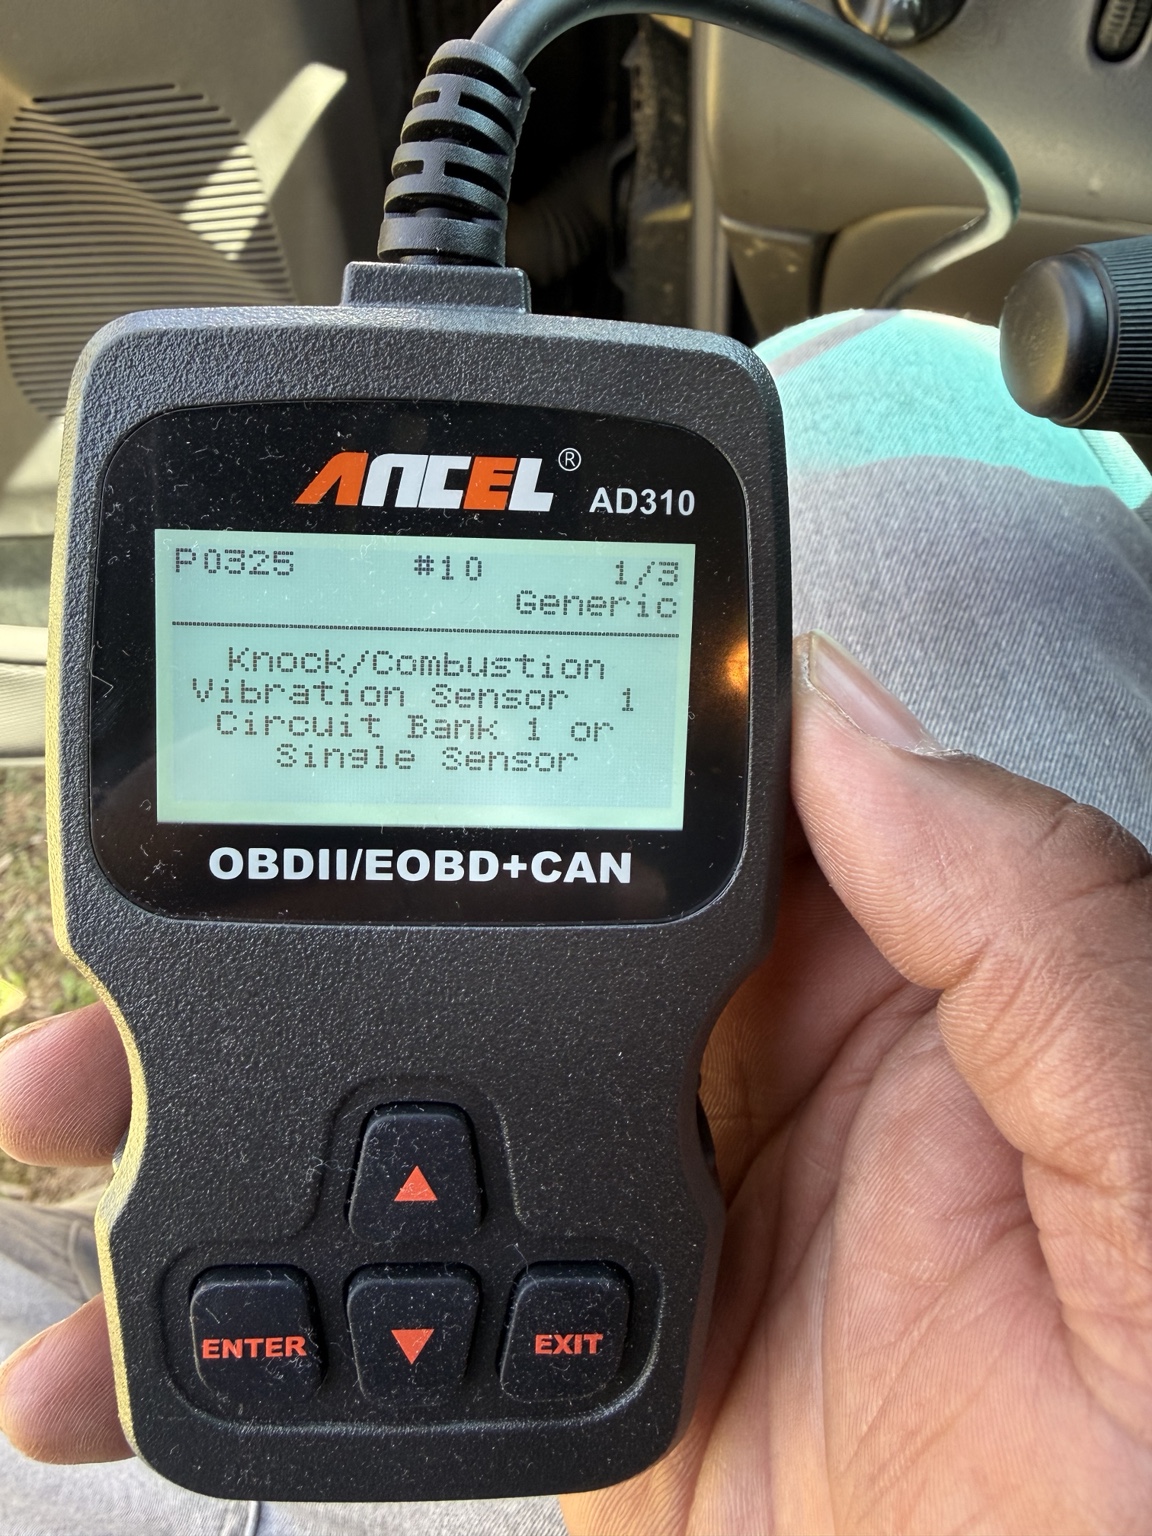 ANCEL® AD310
P0325 #10 1/3
Generic
Knock/Combustion
Vibration Sensor 1
Circuit Bank 1 or
Single Sensor
OBDII/EOBD+CAN
ENTER EXIT